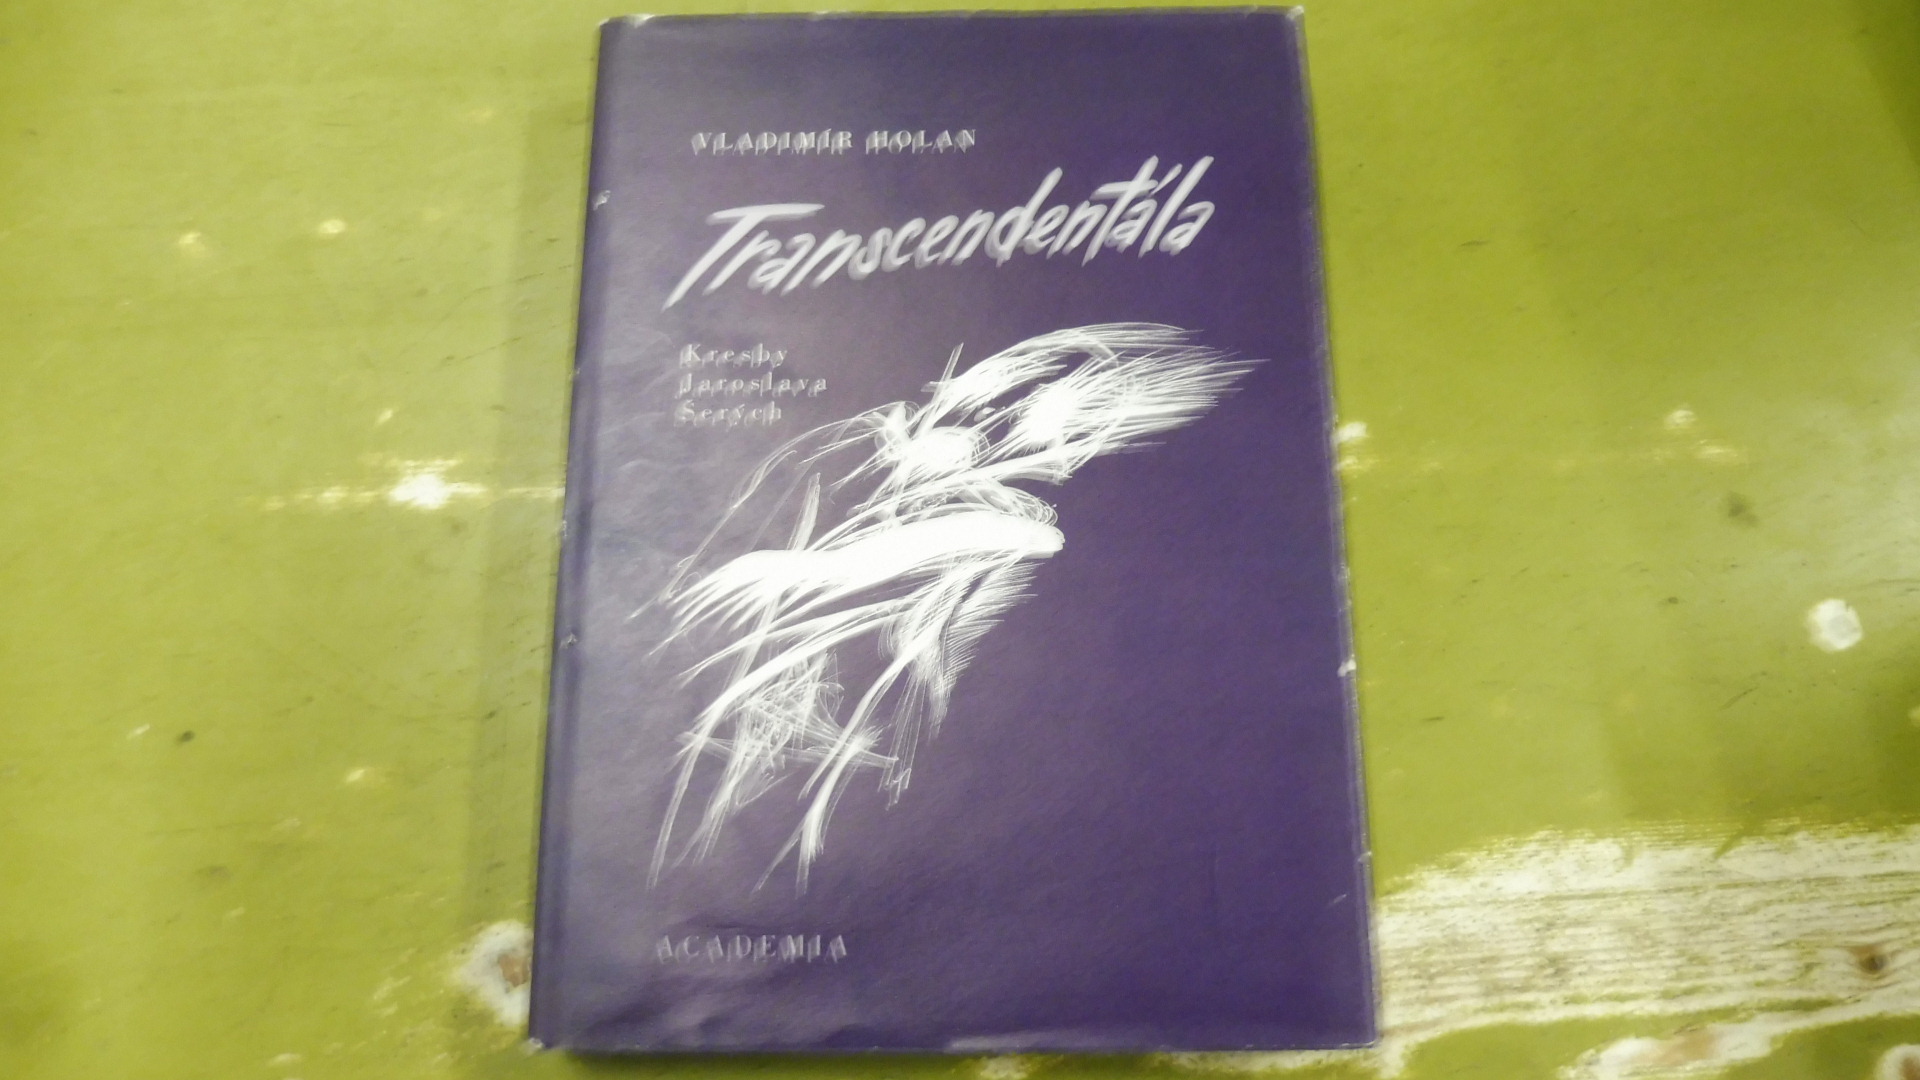 VLADIMÍR HOLAN
Transcendentála
Kresby
Jaroslava
Šerých
ACADEMIA